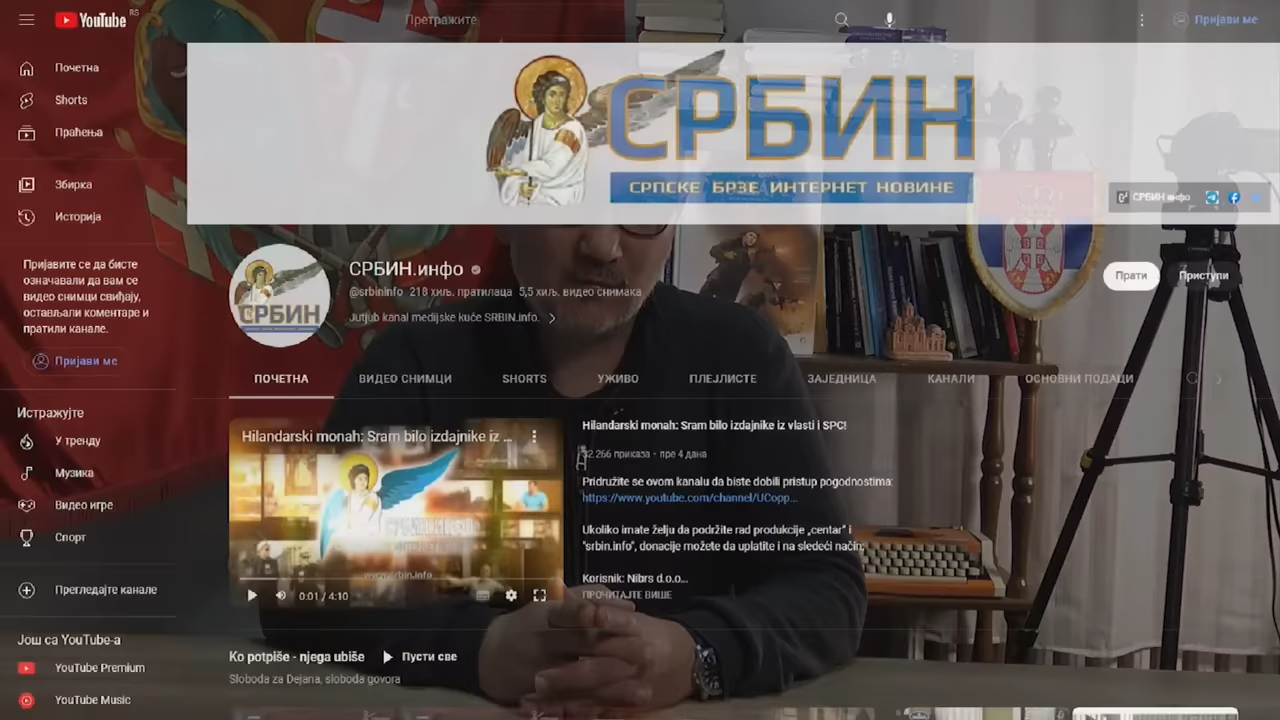 YouTube RS
Претражите
Пријави ме
Почетна
Shorts
Праћења
Збирка
Историја
Пријавите се да бисте
означавали да вам се
видео снимци свиђају,
остављали коментаре и
пратили канале.
Пријави ме
Истражујте
У тренду
Музика
Видео игре
Спорт
Прегледајте канале
Још са YouTube-а
YouTube Premium
YouTube Music
СРБИН
СРПСКЕ БРЗЕ ИНТЕРНЕТ НОВИНЕ
СРБИН инфо
СРБИН
СРБИН.инфо
@srbininfo 218 хиљ. пратилаца 5,5 хиљ. видео снимака
Jutjub kanal medijske kuće SRBIN.info.
Прати
Приступи
ПОЧЕТНА
ВИДЕО СНИМЦИ
SHORTS
УЖИВО
ПЛЕЈЛИСТЕ
ЗАЈЕДНИЦА
КАНАЛИ
ОСНОВНИ ПОДАЦИ
Hilandarski monah: Sram bilo izdajnike iz ...
www.srbin.info
0:01 / 4:10
Hilandarski monah: Sram bilo izdajnike iz vlasti i SPC!
32.266 приказа · пре 4 дана
Pridružite se ovom kanalu da biste dobili pristup pogodnostima:
https://www.youtube.com/channel/UCopp...
Ukoliko imate želju da podržite rad produkcije „centar" i
"srbin.info", donacije možete da uplatite i na sledeći način;
Korisnik: Nibrs d.o.o...
ПРОЧИТАЈТЕ ВИШЕ
Ko potpiše - njega ubiše
Пусти све
Sloboda za Dejana, sloboda govora